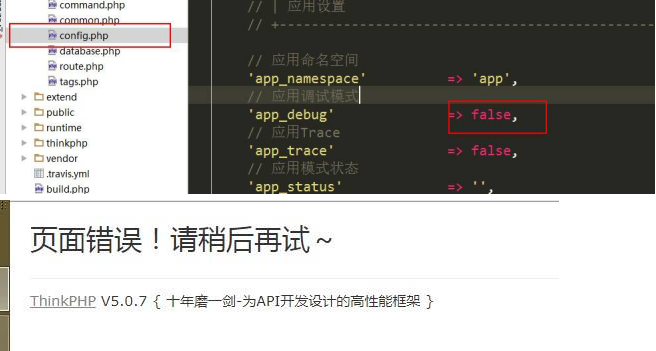 command.php
common.php
config.php
database.php
route.php
tags.php
extend
public
runtime
thinkphp
vendor
.travis.yml
build.php
// | 应用设置
// +----------------------------------------------------
// 应用命名空间
'app_namespace' => 'app',
// 应用调试模式
'app_debug' => false,
// 应用Trace
'app_trace' => false,
// 应用模式状态
'app_status' => '',
页面错误！请稍后再试～
ThinkPHP V5.0.7 { 十年磨一剑-为API开发设计的高性能框架 }